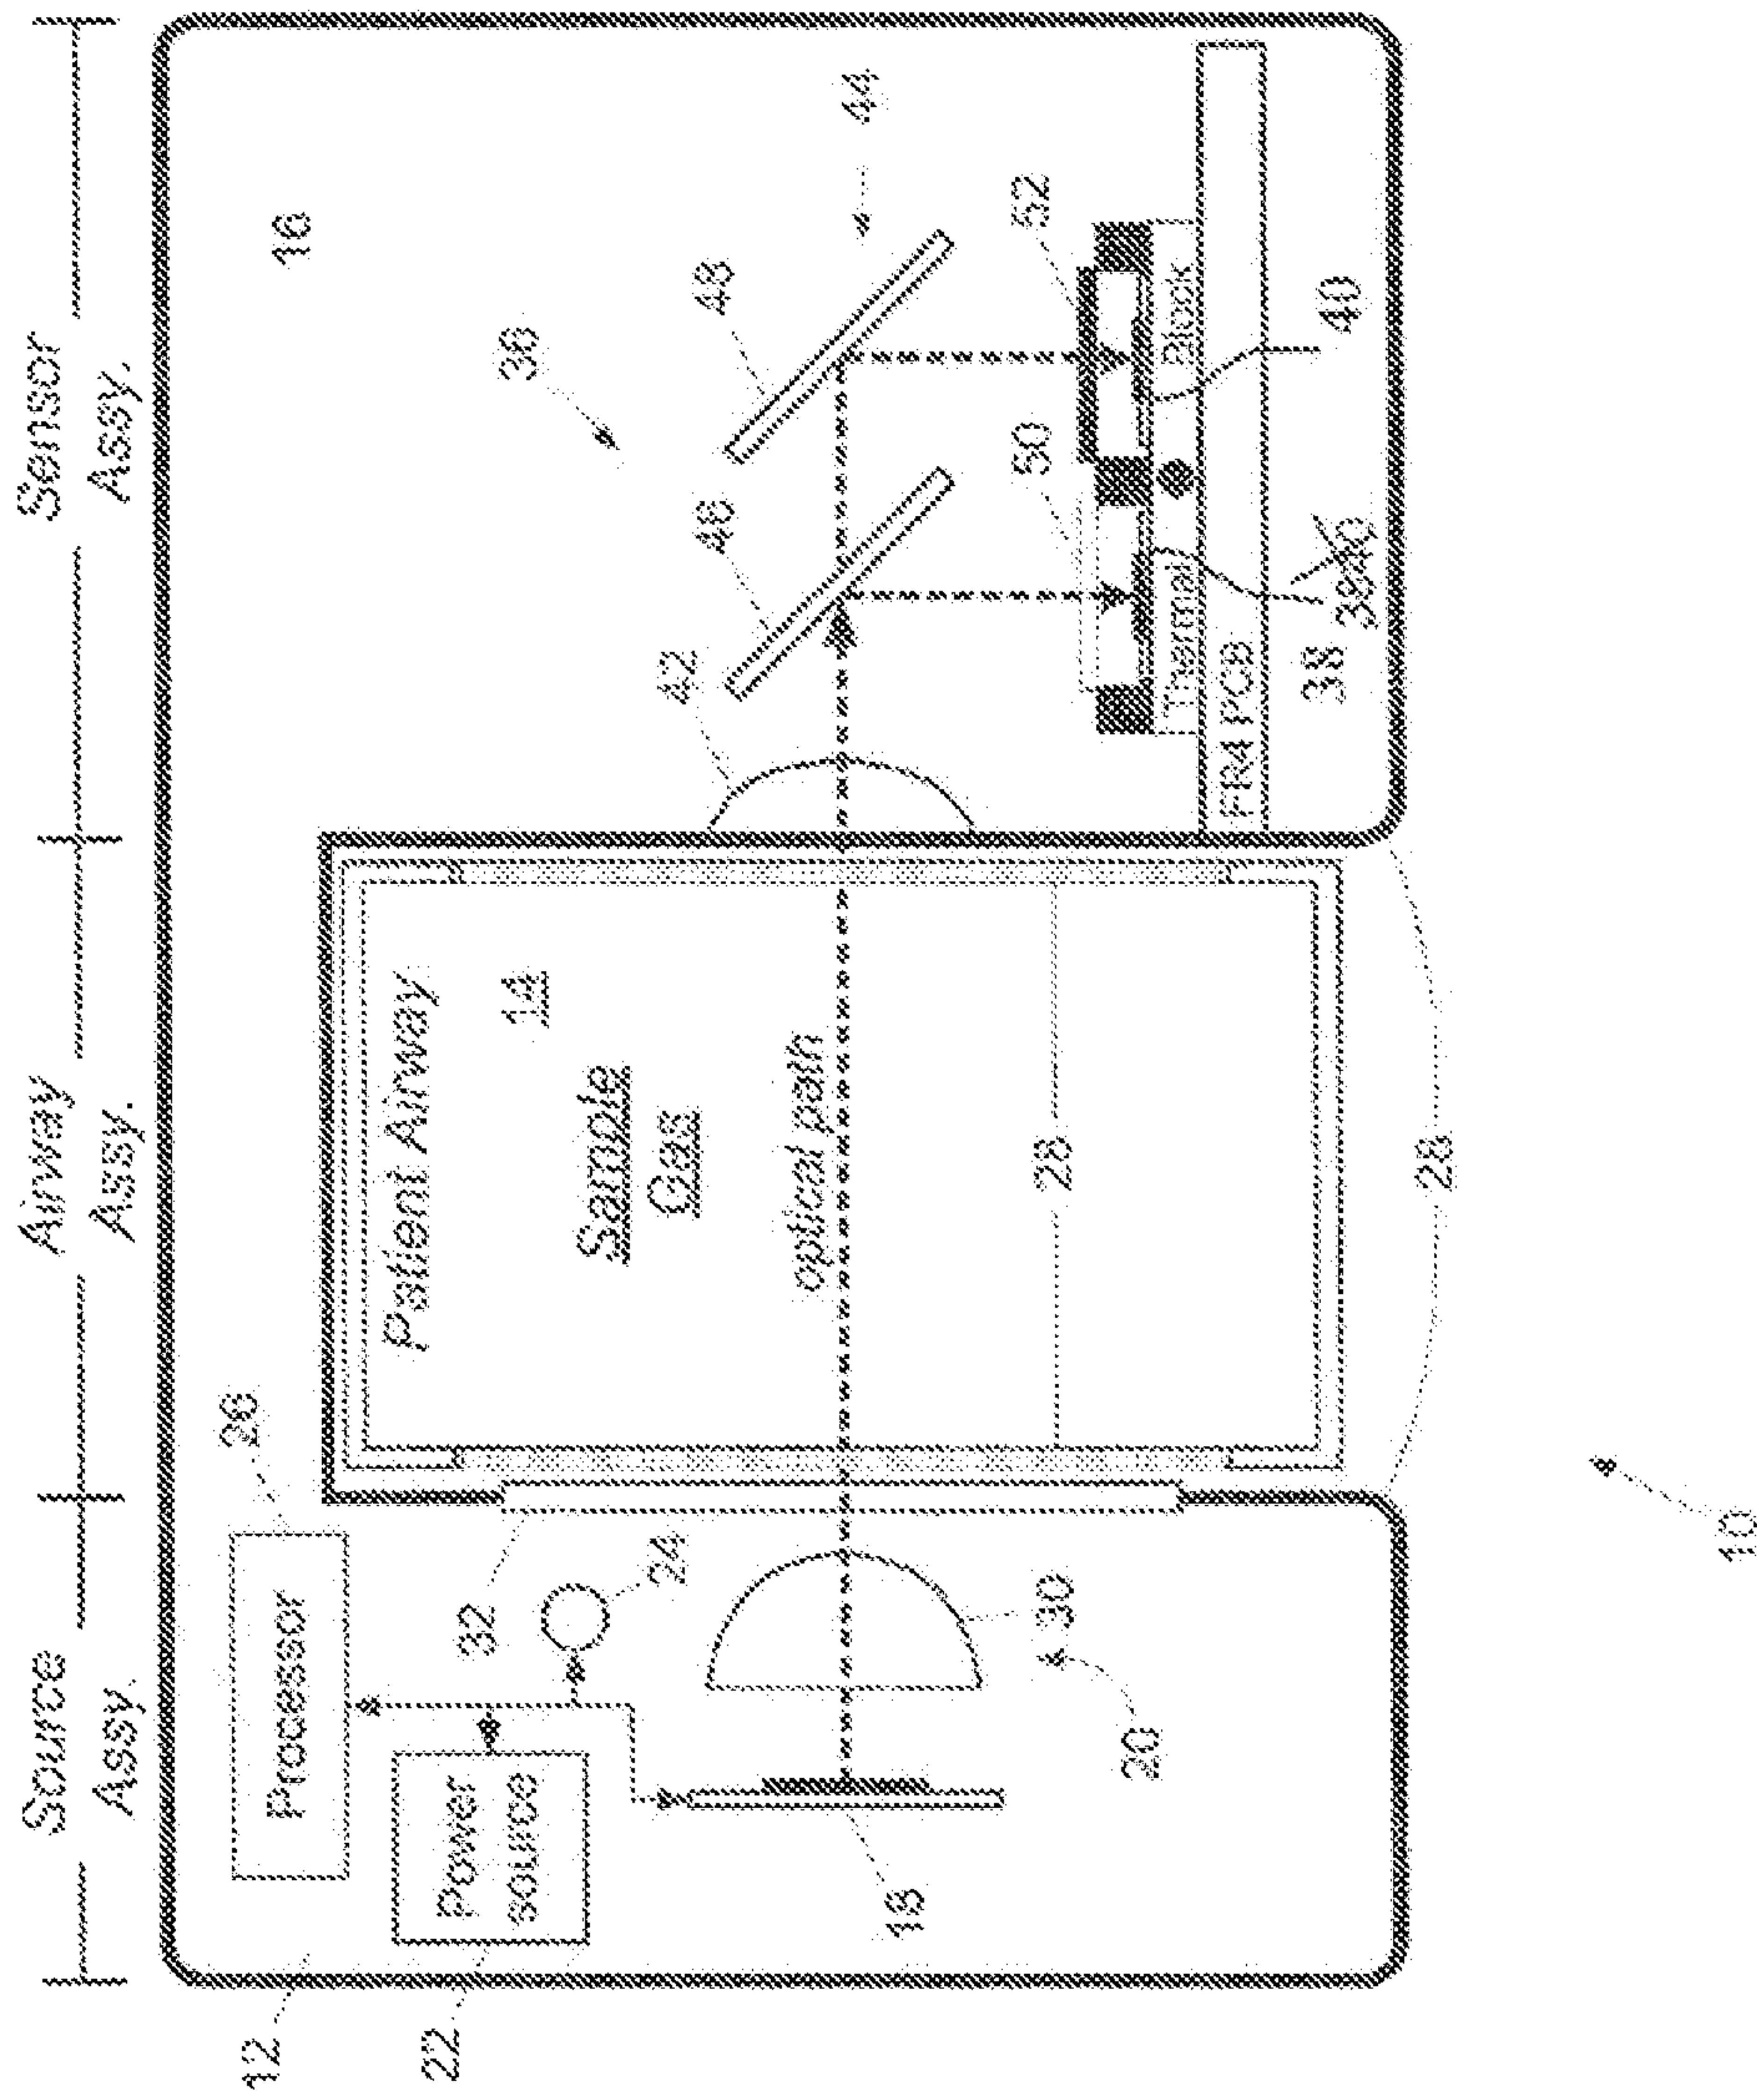 Source
Assy.
Airway
Assy.
Sensor
Assy.
12
22
Processor
26
Power
source
32
24
18
30
20
Patient Airway
14
Sample
Gas
optical path
28
28
16
36
44
42
46
48
50
52
Thermal
Block
FR4 PCB
38
40
10